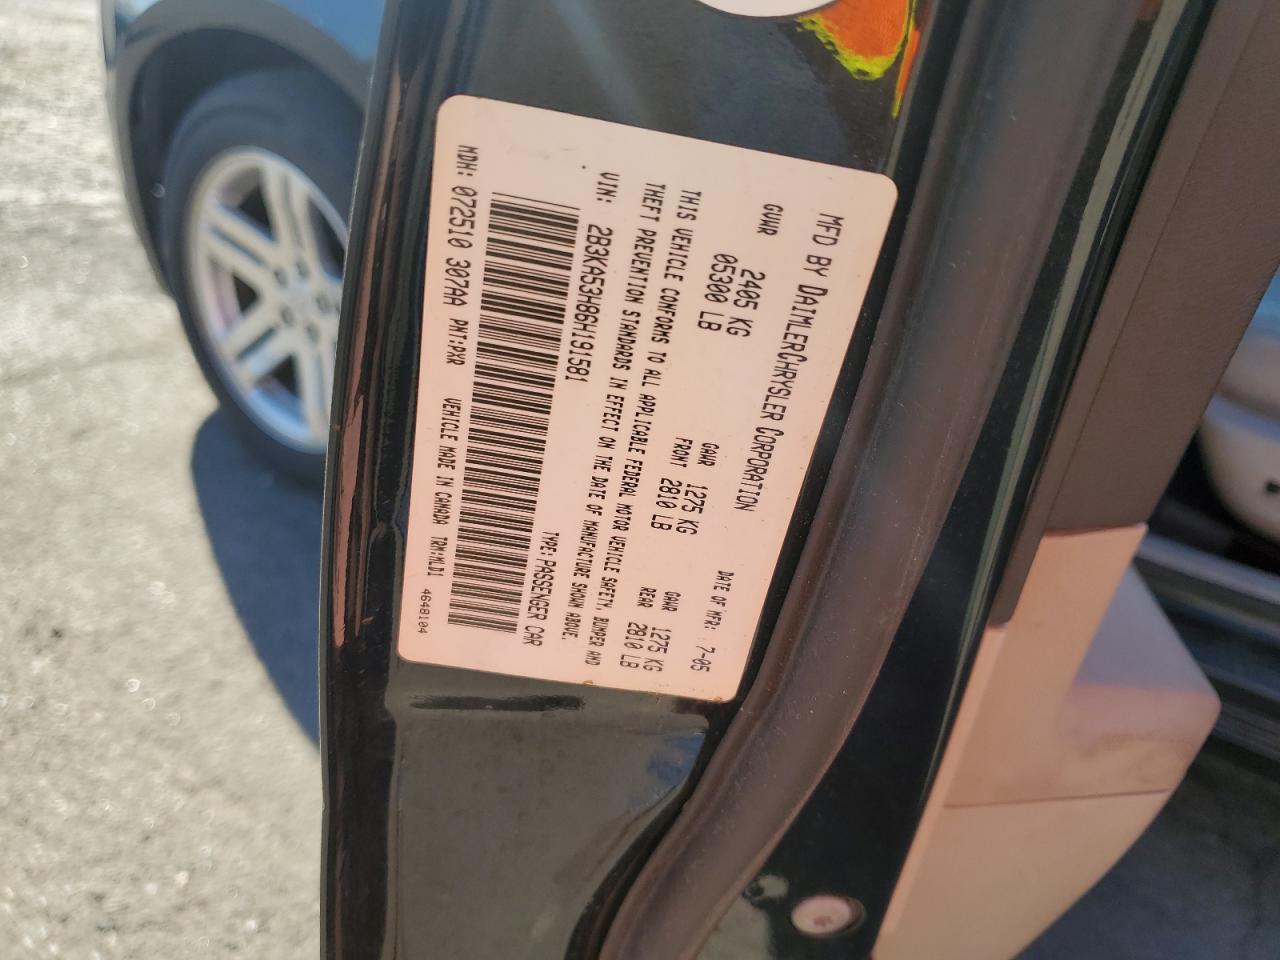 MFD BY DAIMLERCHRYSLER CORPORATION
DATE OF MFR: 7-05
GVWR 2405 KG
05300 LB
GAWR 1275 KG
FRONT 2810 LB
GAWR 1275 KG
REAR 2810 LB
THIS VEHICLE CONFORMS TO ALL APPLICABLE FEDERAL MOTOR VEHICLE SAFETY, BUMPER AND
THEFT PREVENTION STANDARDS IN EFFECT ON THE DATE OF MANUFACTURE SHOWN ABOVE.
VIN: 2B3KA53H86H191581
TYPE: PASSENGER CAR
MDH: 072510 307AA PNT:PXR VEHICLE MADE IN CANADA TRM:MLD1 4648104